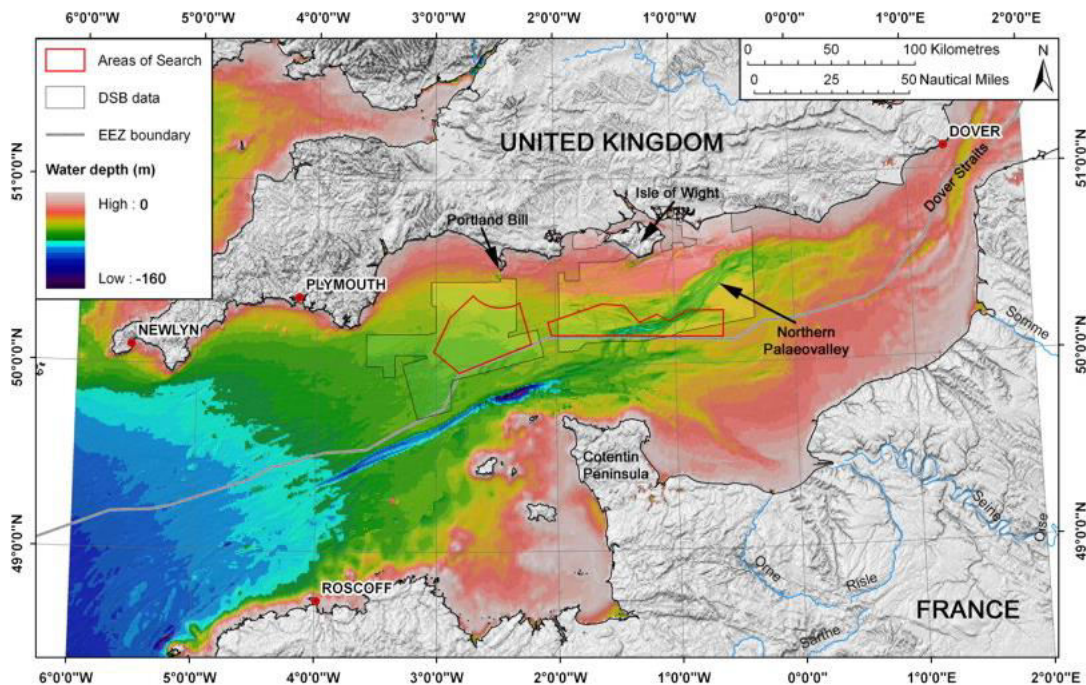 6°0'0"W 5°0'0"W 4°0'0"W 3°0'0"W 2°0'0"W 1°0'0"W 0°0'0" 1°0'0"E 2°0'0"E
Areas of Search
DSB data
EEZ boundary
Water depth (m)
High : 0
Low : -160
0 50 100 Kilometres
0 25 50 Nautical Miles
N
51°0'0"N
50°0'0"N
49°0'0"N
UNITED KINGDOM
DOVER
Dover Straits
Isle of Wight
Portland Bill
PLYMOUTH
NEWLYN
Northern
Palaeovalley
Somme
Cotentin
Peninsula
Seine
Oise
Orne
Risle
ROSCOFF
FRANCE
Sarthe
51°0'0"N
50°0'0"N
49°0'0"N
6°0'0"W 5°0'0"W 4°0'0"W 3°0'0"W 2°0'0"W 1°0'0"W 0°0'0" 1°0'0"E 2°0'0"E